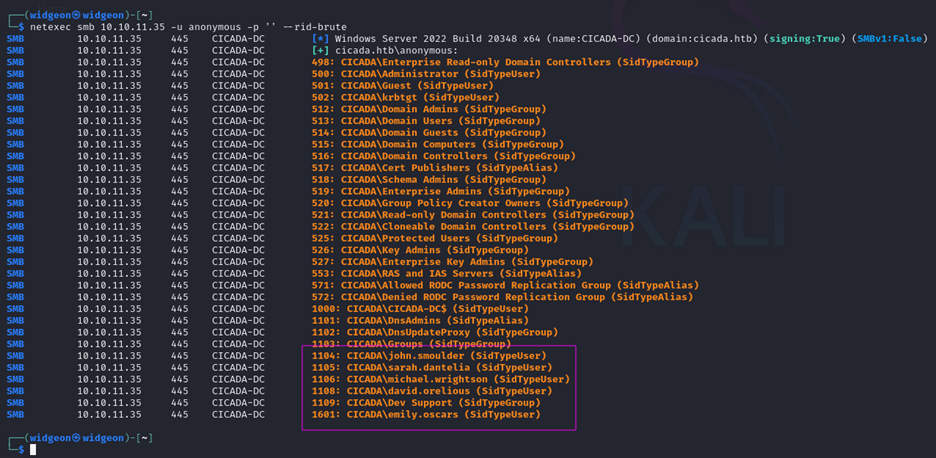 ┌──(widgeon㉿widgeon)-[~]
└─$ netexec smb 10.10.11.35 -u anonymous -p '' --rid-brute
SMB 10.10.11.35 445 CICADA-DC [*] Windows Server 2022 Build 20348 x64 (name:CICADA-DC) (domain:cicada.htb) (signing:True) (SMBv1:False)
SMB 10.10.11.35 445 CICADA-DC [+] cicada.htb\anonymous:
SMB 10.10.11.35 445 CICADA-DC 498: CICADA\Enterprise Read-only Domain Controllers (SidTypeGroup)
SMB 10.10.11.35 445 CICADA-DC 500: CICADA\Administrator (SidTypeUser)
SMB 10.10.11.35 445 CICADA-DC 501: CICADA\Guest (SidTypeUser)
SMB 10.10.11.35 445 CICADA-DC 502: CICADA\krbtgt (SidTypeUser)
SMB 10.10.11.35 445 CICADA-DC 512: CICADA\Domain Admins (SidTypeGroup)
SMB 10.10.11.35 445 CICADA-DC 513: CICADA\Domain Users (SidTypeGroup)
SMB 10.10.11.35 445 CICADA-DC 514: CICADA\Domain Guests (SidTypeGroup)
SMB 10.10.11.35 445 CICADA-DC 515: CICADA\Domain Computers (SidTypeGroup)
SMB 10.10.11.35 445 CICADA-DC 516: CICADA\Domain Controllers (SidTypeGroup)
SMB 10.10.11.35 445 CICADA-DC 517: CICADA\Cert Publishers (SidTypeAlias)
SMB 10.10.11.35 445 CICADA-DC 518: CICADA\Schema Admins (SidTypeGroup)
SMB 10.10.11.35 445 CICADA-DC 519: CICADA\Enterprise Admins (SidTypeGroup)
SMB 10.10.11.35 445 CICADA-DC 520: CICADA\Group Policy Creator Owners (SidTypeGroup)
SMB 10.10.11.35 445 CICADA-DC 521: CICADA\Read-only Domain Controllers (SidTypeGroup)
SMB 10.10.11.35 445 CICADA-DC 522: CICADA\Cloneable Domain Controllers (SidTypeGroup)
SMB 10.10.11.35 445 CICADA-DC 525: CICADA\Protected Users (SidTypeGroup)
SMB 10.10.11.35 445 CICADA-DC 526: CICADA\Key Admins (SidTypeGroup)
SMB 10.10.11.35 445 CICADA-DC 527: CICADA\Enterprise Key Admins (SidTypeGroup)
SMB 10.10.11.35 445 CICADA-DC 553: CICADA\RAS and IAS Servers (SidTypeAlias)
SMB 10.10.11.35 445 CICADA-DC 571: CICADA\Allowed RODC Password Replication Group (SidTypeAlias)
SMB 10.10.11.35 445 CICADA-DC 572: CICADA\Denied RODC Password Replication Group (SidTypeAlias)
SMB 10.10.11.35 445 CICADA-DC 1000: CICADA\CICADA-DC$ (SidTypeUser)
SMB 10.10.11.35 445 CICADA-DC 1101: CICADA\DnsAdmins (SidTypeAlias)
SMB 10.10.11.35 445 CICADA-DC 1102: CICADA\DnsUpdateProxy (SidTypeGroup)
SMB 10.10.11.35 445 CICADA-DC 1103: CICADA\Groups (SidTypeGroup)
SMB 10.10.11.35 445 CICADA-DC 1104: CICADA\john.smoulder (SidTypeUser)
SMB 10.10.11.35 445 CICADA-DC 1105: CICADA\sarah.dantelia (SidTypeUser)
SMB 10.10.11.35 445 CICADA-DC 1106: CICADA\michael.wrightson (SidTypeUser)
SMB 10.10.11.35 445 CICADA-DC 1108: CICADA\david.orelious (SidTypeUser)
SMB 10.10.11.35 445 CICADA-DC 1109: CICADA\Dev Support (SidTypeGroup)
SMB 10.10.11.35 445 CICADA-DC 1601: CICADA\emily.oscars (SidTypeUser)
┌──(widgeon㉿widgeon)-[~]
└─$
KALI